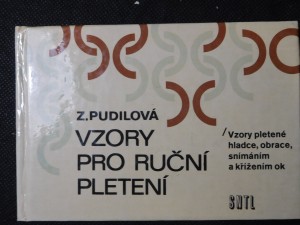 Z. PUDILOVÁ
VZORY
PRO RUČNÍ
PLETENÍ
/Vzory pletené
hladce, obrace,
snímáním
a křížením ok
SNTL